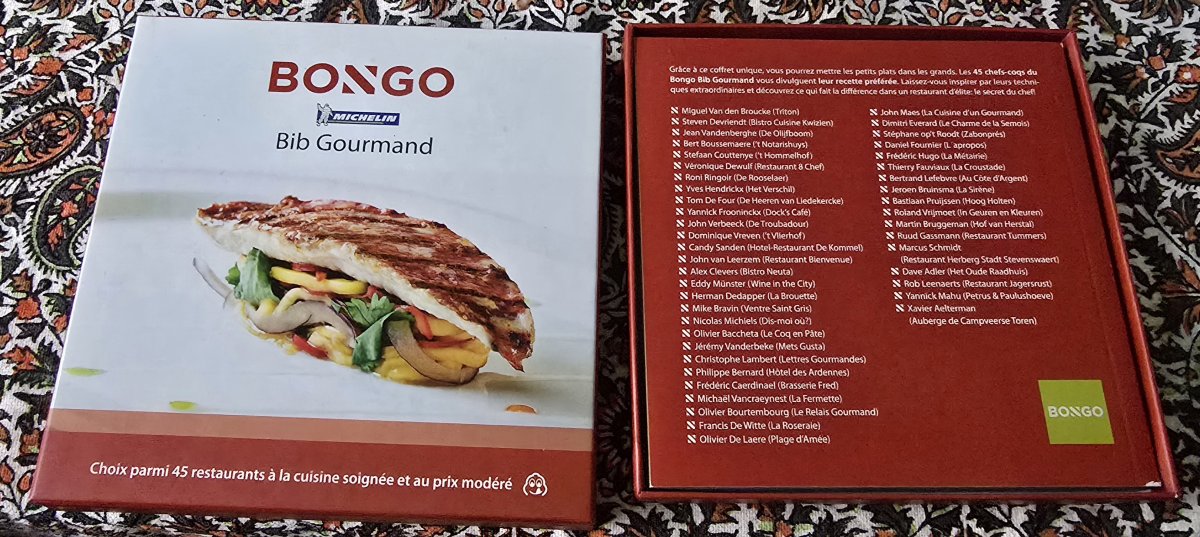 BONGO
MICHELIN
Bib Gourmand
Choix parmi 45 restaurants à la cuisine soignée et au prix modéré
Grâce à ce coffret unique, vous pourrez mettre les petits plats dans les grands. Les 45 chefs-coqs du
Bongo Bib Gourmand vous divulguent leur recette préférée. Laissez-vous inspirer par leurs techni-
ques extraordinaires et découvrez ce qui fait la différence dans un restaurant d'élite: le secret du chef!
Miguel Van den Broucke (Triton)
Steven Devriendt (Bistro Cuisine Kwizien)
Jean Vandenberghe (De Olijfboom)
Bert Boussemaere ('t Notarishuys)
Stefaan Couttenye ('t Hommelhof)
Véronique Dewulf (Restaurant 8 Chef)
Roni Ringoir (De Rooselaer)
Yves Hendrickx (Het Verschil)
Tom De Four (De Heeren van Liedekercke)
Yannick Frooninckx (Dock's Café)
John Verbeeck (De Troubadour)
Dominique Vreven ('t Vlierhof)
Candy Sanden (Hotel-Restaurant De Kommel)
John van Leerzem (Restaurant Bienvenue)
Alex Clevers (Bistro Neuta)
Eddy Münster (Wine in the City)
Herman Dedapper (La Brouette)
Mike Bravin (Ventre Saint Gris)
Nicolas Michiels (Dis-moi où?)
Olivier Baccheta (Le Coq en Pâte)
Jérémy Vanderbeke (Mets Gusta)
Christophe Lambert (Lettres Gourmandes)
Philippe Bernard (Hôtel des Ardennes)
Frédéric Caerdinael (Brasserie Fred)
Michaël Vancraeynest (La Fermette)
Olivier Bourtembourg (Le Relais Gourmand)
Francis De Witte (La Roseraie)
Olivier De Laere (Plage d'Amée)
John Maes (La Cuisine d'un Gourmand)
Dimitri Everard (Le Charme de la Semois)
Stéphane op't Roodt (Zabonprés)
Daniel Fournier (L'apropos)
Frédéric Hugo (La Métairie)
Thierry Fauviaux (La Croustade)
Bertrand Lefebvre (Au Côte d'Argent)
Jeroen Bruinsma (La Sirène)
Bastiaan Pruijssen (Hoog Holten)
Roland Vrijmoet (In Geuren en Kleuren)
Martin Bruggeman (Hof van Herstal)
Ruud Gassmann (Restaurant Tummers)
Marcus Schmidt
(Restaurant Herberg Stadt Stevenswaert)
Dave Adler (Het Oude Raadhuis)
Rob Leenaerts (Restaurant Jagersrust)
Yannick Mahu (Petrus & Paulushoeve)
Xavier Aelterman
(Auberge de Campveerse Toren)
BONGO